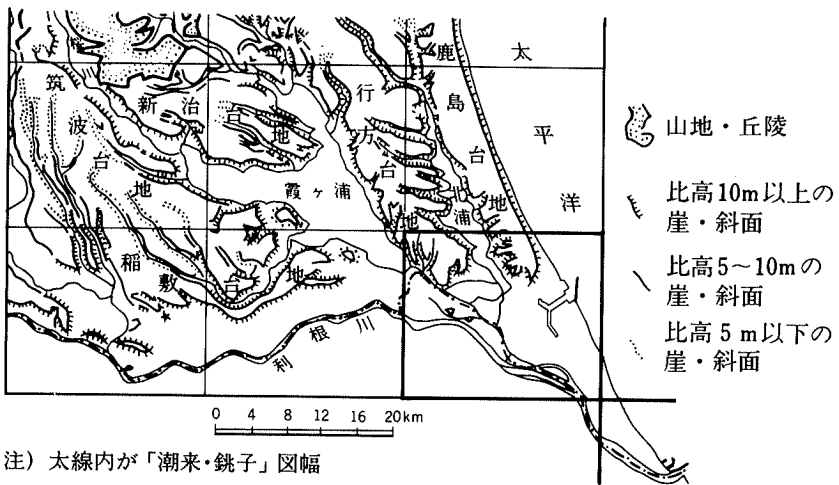 鹿島台地
太平洋
筑波台地
新治台地
行方台地
霞ヶ浦
北浦
稲敷台地
利根川
0 4 8 12 16 20km
山地・丘陵
比高10m以上の
崖・斜面
比高5～10mの
崖・斜面
比高5m以下の
崖・斜面
注) 太線内が「潮来・銚子」図幅